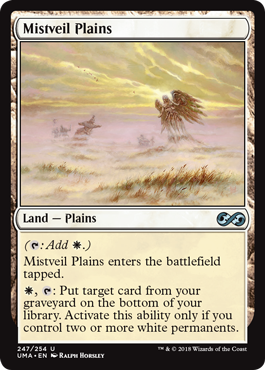 Mistveil Plains
Land — Plains
(: Add .)
Mistveil Plains enters the battlefield
tapped.
, : Put target card from your
graveyard on the bottom of your
library. Activate this ability only if you
control two or more white permanents.
247/254 U
UMA • EN RALPH HORSLEY
™ & © 2018 Wizards of the Coast